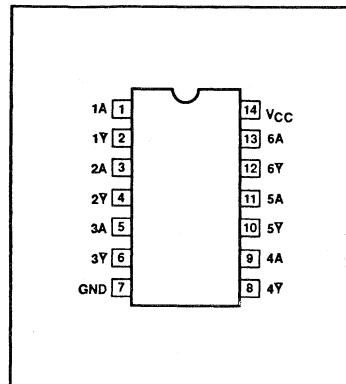 1A 1 14 VCC
1Y̅ 2 13 6A
2A 3 12 6Y̅
2Y̅ 4 11 5A
3A 5 10 5Y̅
3Y̅ 6 9 4A
GND 7 8 4Y̅